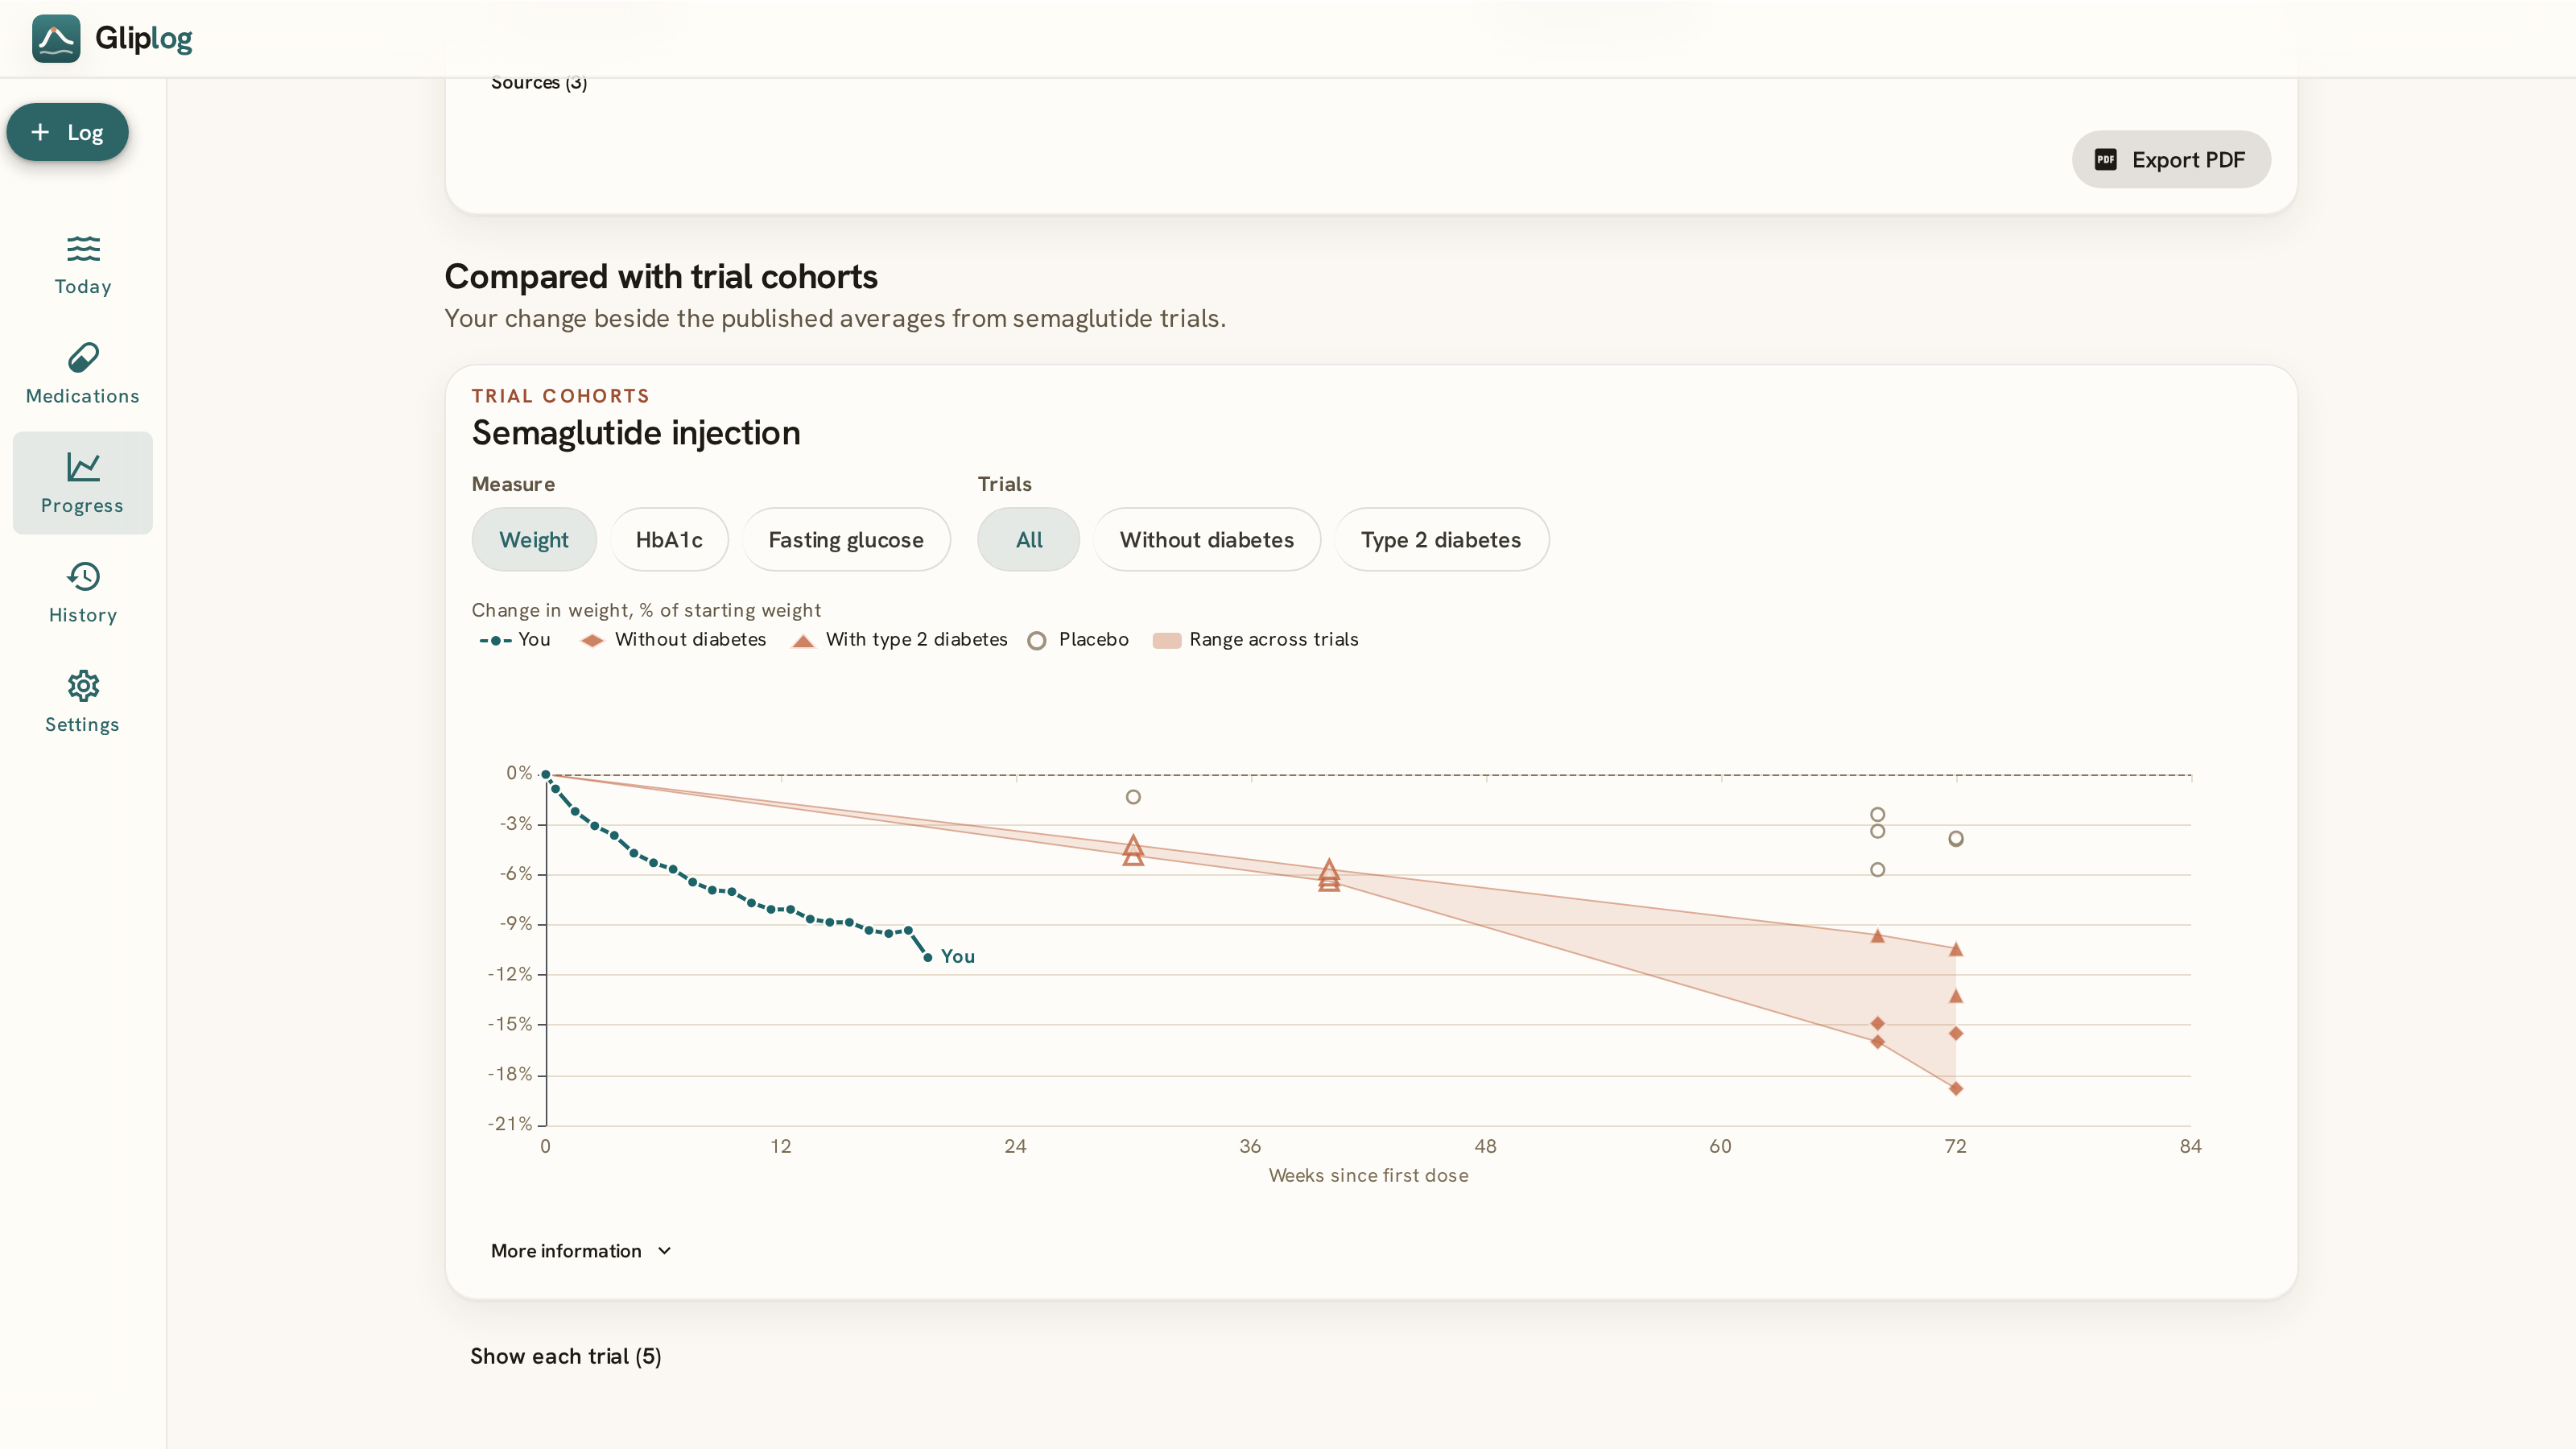 Gliplog
Sources (3)
Log
Export PDF
Today
Medications
Progress
History
Settings
Compared with trial cohorts
Your change beside the published averages from semaglutide trials.
TRIAL COHORTS
Semaglutide injection
Measure
Trials
Weight
HbA1c
Fasting glucose
All
Without diabetes
Type 2 diabetes
Change in weight, % of starting weight
You
Without diabetes
With type 2 diabetes
Placebo
Range across trials
0%
-3%
-6%
-9%
-12%
-15%
-18%
-21%
You
0 12 24 36 48 60 72 84
Weeks since first dose
More information
Show each trial (5)